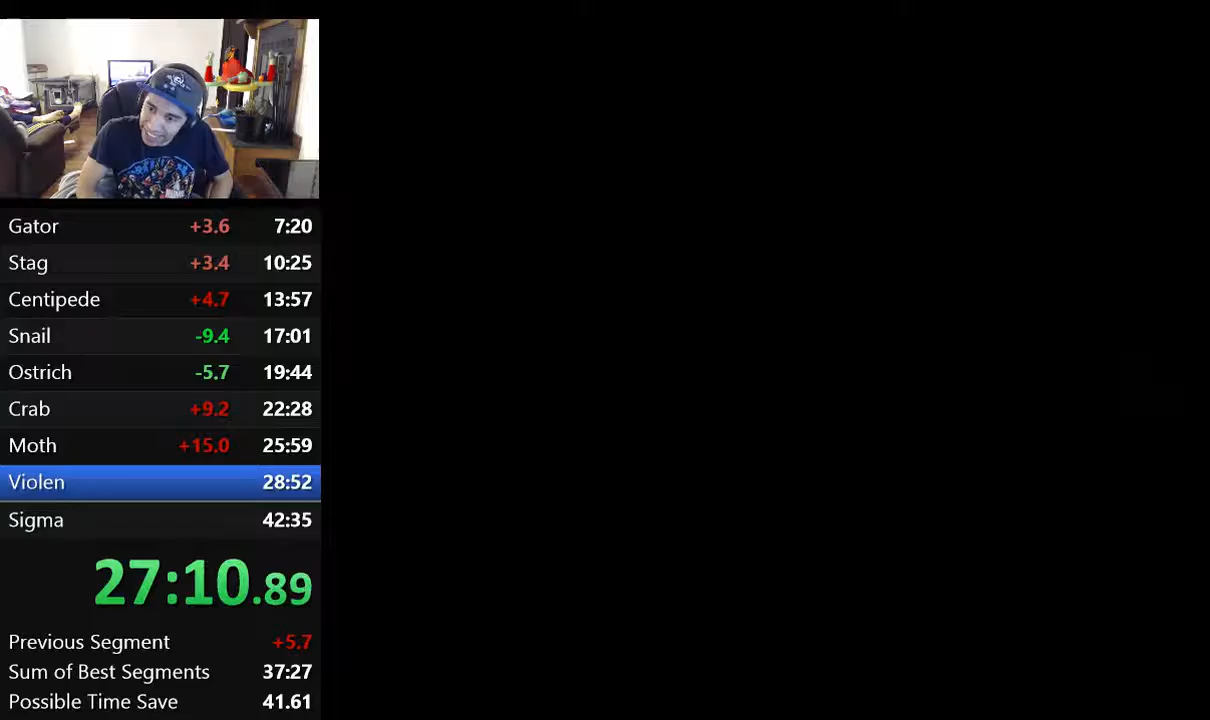 Gator +3.6 7:20
Stag +3.4 10:25
Centipede +4.7 13:57
Snail -9.4 17:01
Ostrich -5.7 19:44
Crab +9.2 22:28
Moth +15.0 25:59
Violen 28:52
Sigma 42:35
27:10.89
Previous Segment +5.7
Sum of Best Segments 37:27
Possible Time Save 41.61